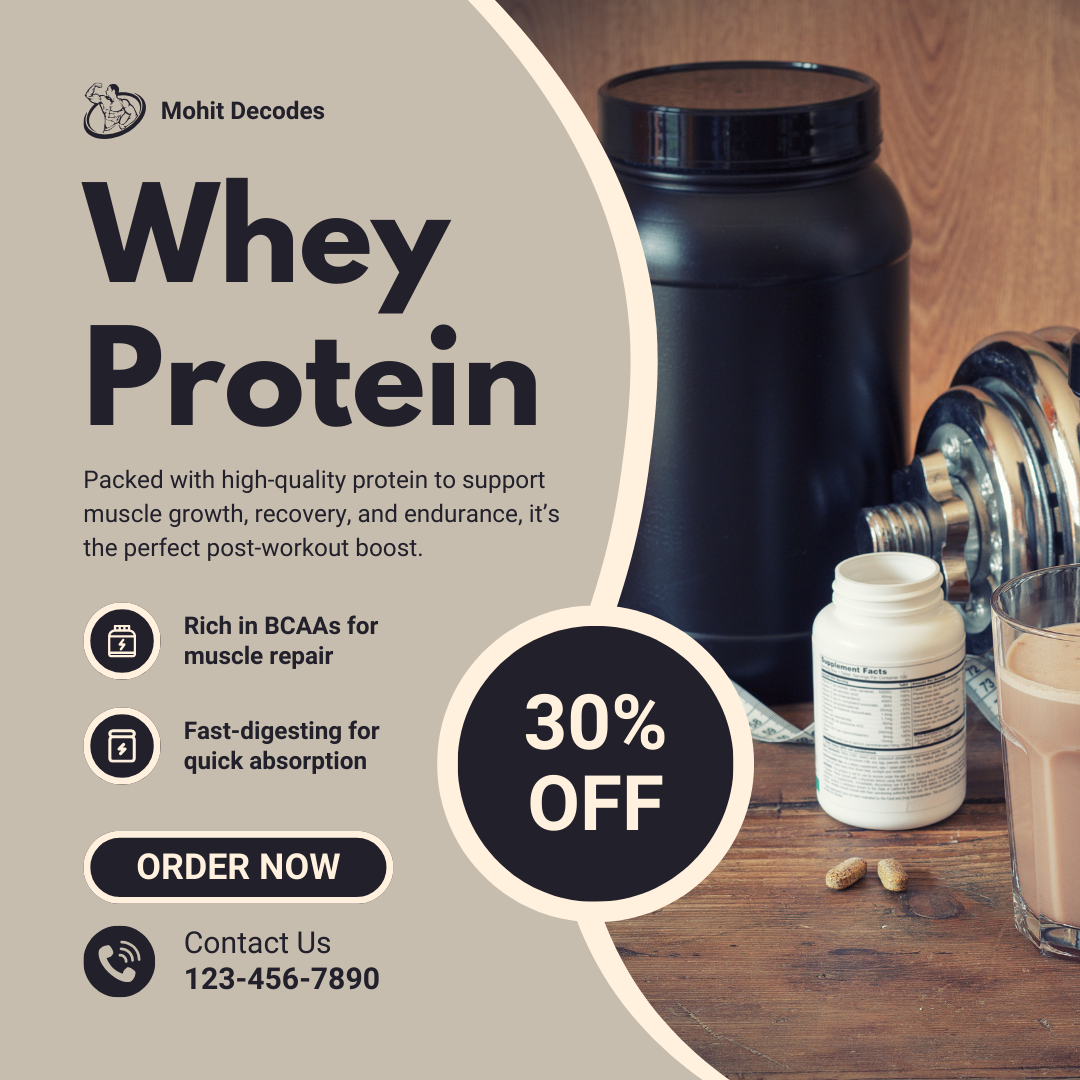 Mohit Decodes
Whey
Protein
Packed with high-quality protein to support
muscle growth, recovery, and endurance, it’s
the perfect post-workout boost.
Rich in BCAAs for
muscle repair
Fast-digesting for
quick absorption
30%
OFF
ORDER NOW
Contact Us
123-456-7890
Supplement Facts
72
73